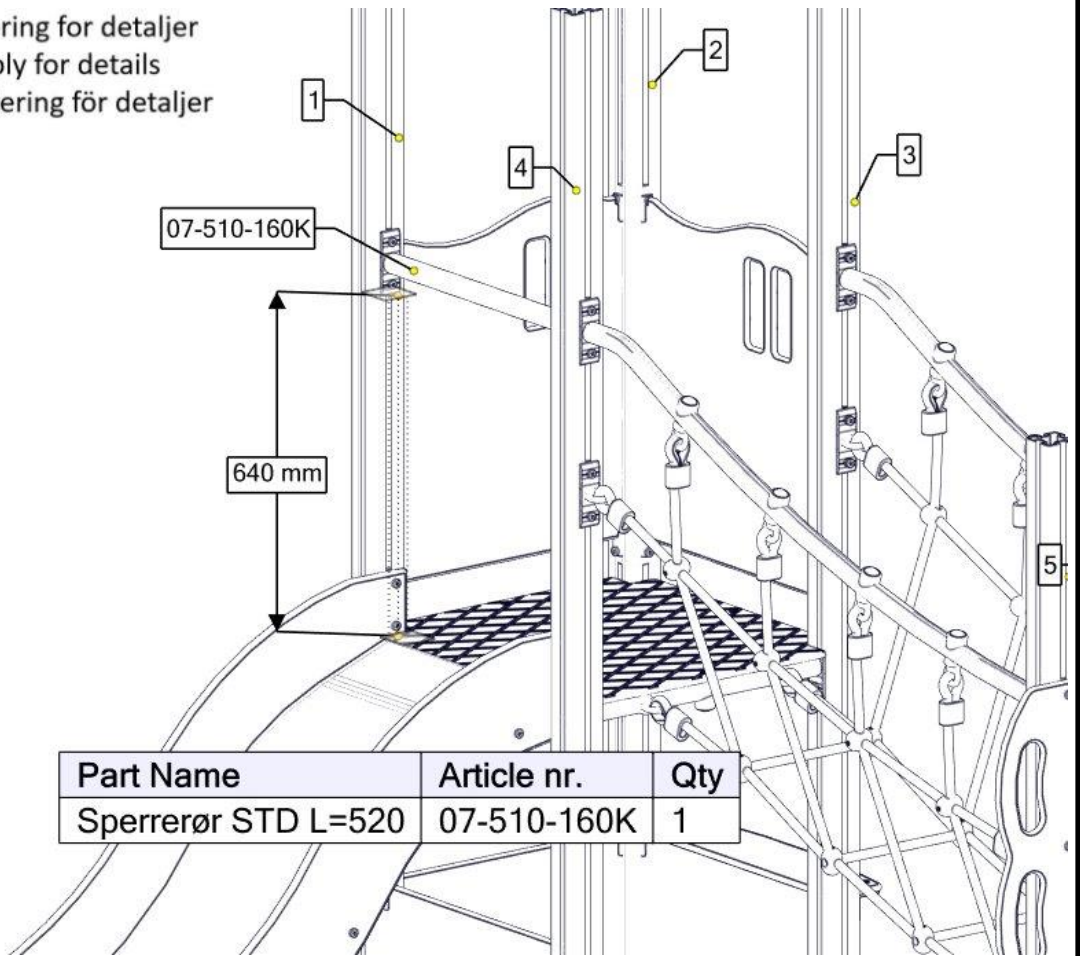 ring for detaljer
ly for details
ering för detaljer
1
2
4
3
07-510-160K
640 mm
5
Part Name Article nr. Qty
Sperrerør STD L=520 07-510-160K 1